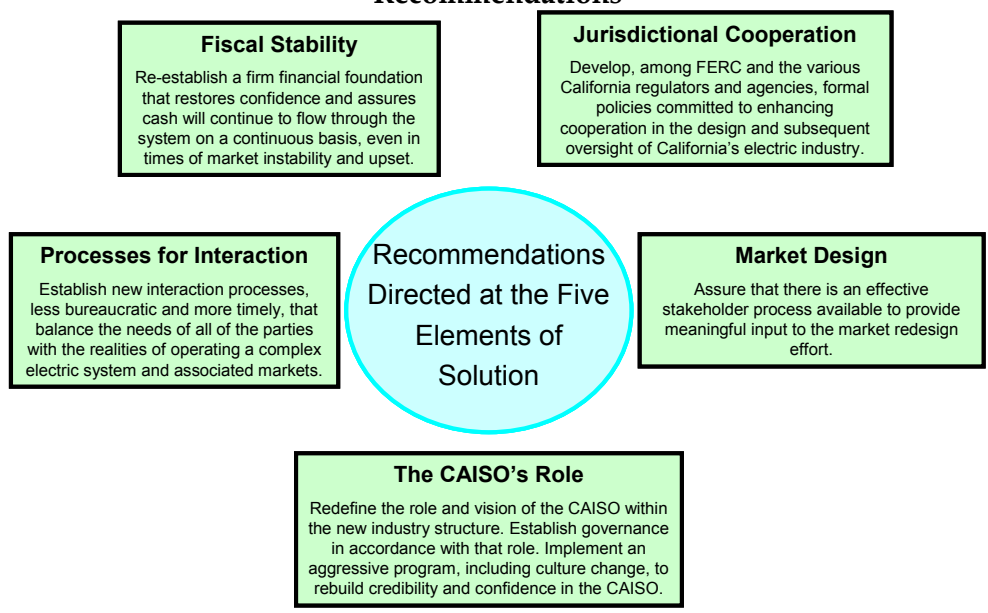 Recommendations
Fiscal Stability
Re-establish a firm financial foundation
that restores confidence and assures
cash will continue to flow through the
system on a continuous basis, even in
times of market instability and upset.
Jurisdictional Cooperation
Develop, among FERC and the various
California regulators and agencies, formal
policies committed to enhancing
cooperation in the design and subsequent
oversight of California’s electric industry.
Processes for Interaction
Establish new interaction processes,
less bureaucratic and more timely, that
balance the needs of all of the parties
with the realities of operating a complex
electric system and associated markets.
Recommendations
Directed at the Five
Elements of
Solution
Market Design
Assure that there is an effective
stakeholder process available to provide
meaningful input to the market redesign
effort.
The CAISO’s Role
Redefine the role and vision of the CAISO within
the new industry structure. Establish governance
in accordance with that role. Implement an
aggressive program, including culture change, to
rebuild credibility and confidence in the CAISO.